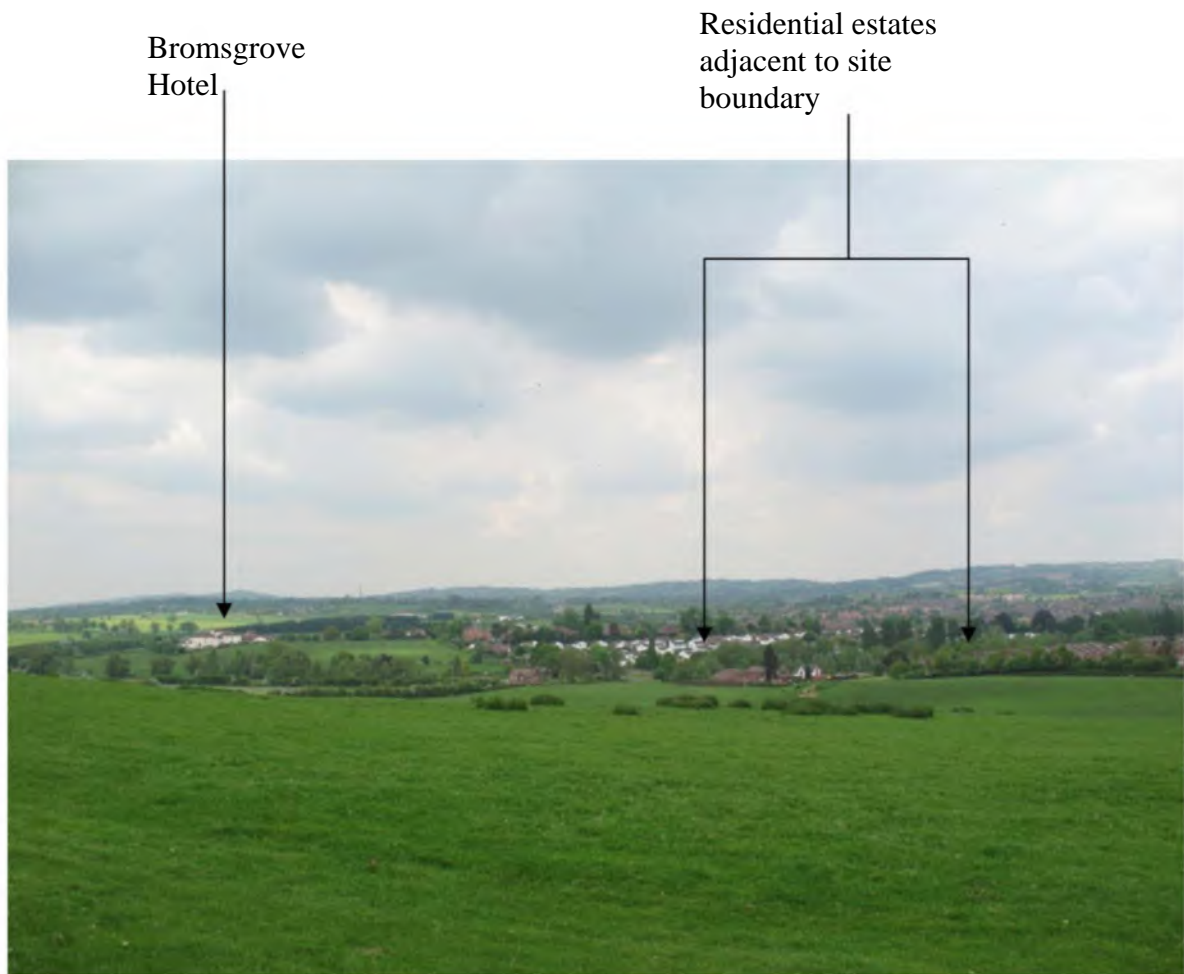 Bromsgrove
Hotel
Residential estates
adjacent to site
boundary